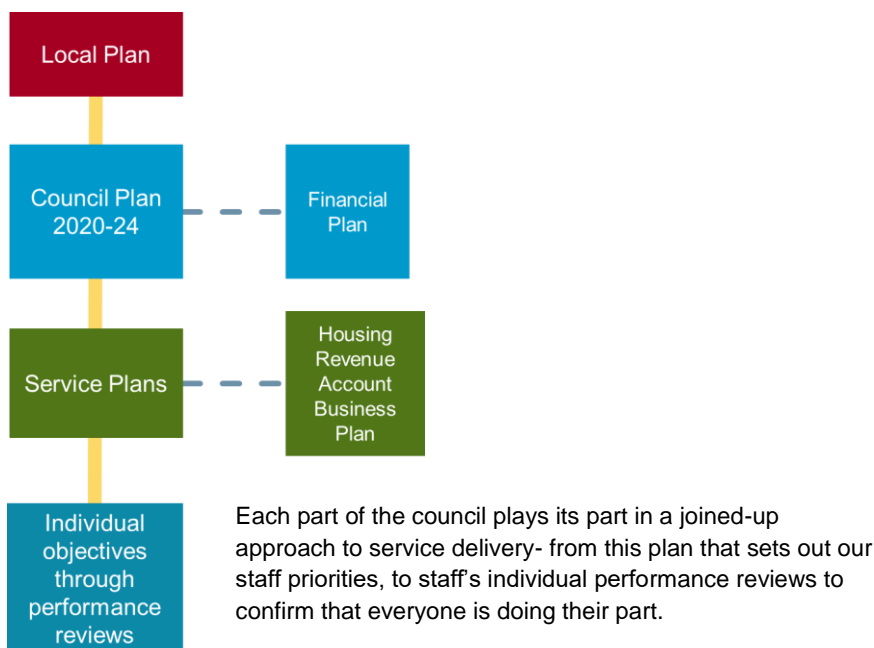 Local Plan
Council Plan
2020-24
Financial
Plan
Service Plans
Housing
Revenue
Account
Business
Plan
Individual
objectives
through
performance
reviews
Each part of the council plays its part in a joined-up
approach to service delivery- from this plan that sets out our
staff priorities, to staff's individual performance reviews to
confirm that everyone is doing their part.